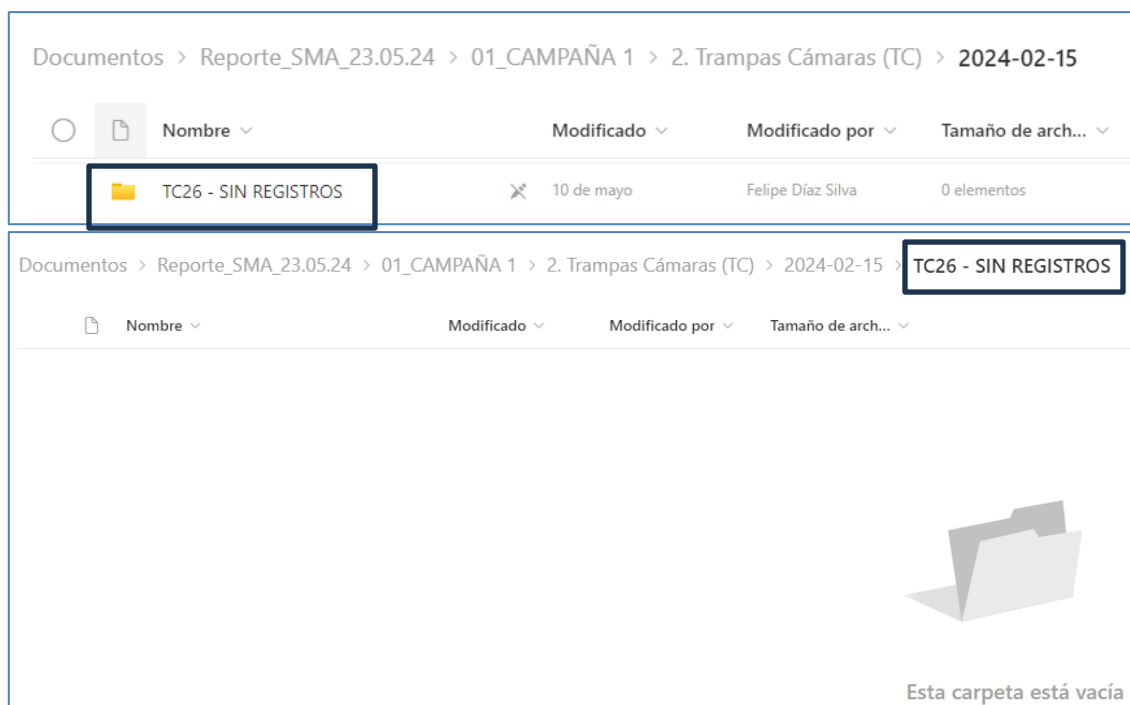 Documentos > Reporte_SMA_23.05.24 > 01_CAMPAÑA 1 > 2. Trampas Cámaras (TC) > 2024-02-15
Nombre Modificado Modificado por Tamaño de arch...
TC26 - SIN REGISTROS 10 de mayo Felipe Díaz Silva 0 elementos
Documentos > Reporte_SMA_23.05.24 > 01_CAMPAÑA 1 > 2. Trampas Cámaras (TC) > 2024-02-15 > TC26 - SIN REGISTROS
Nombre Modificado Modificado por Tamaño de arch...
Esta carpeta está vacía